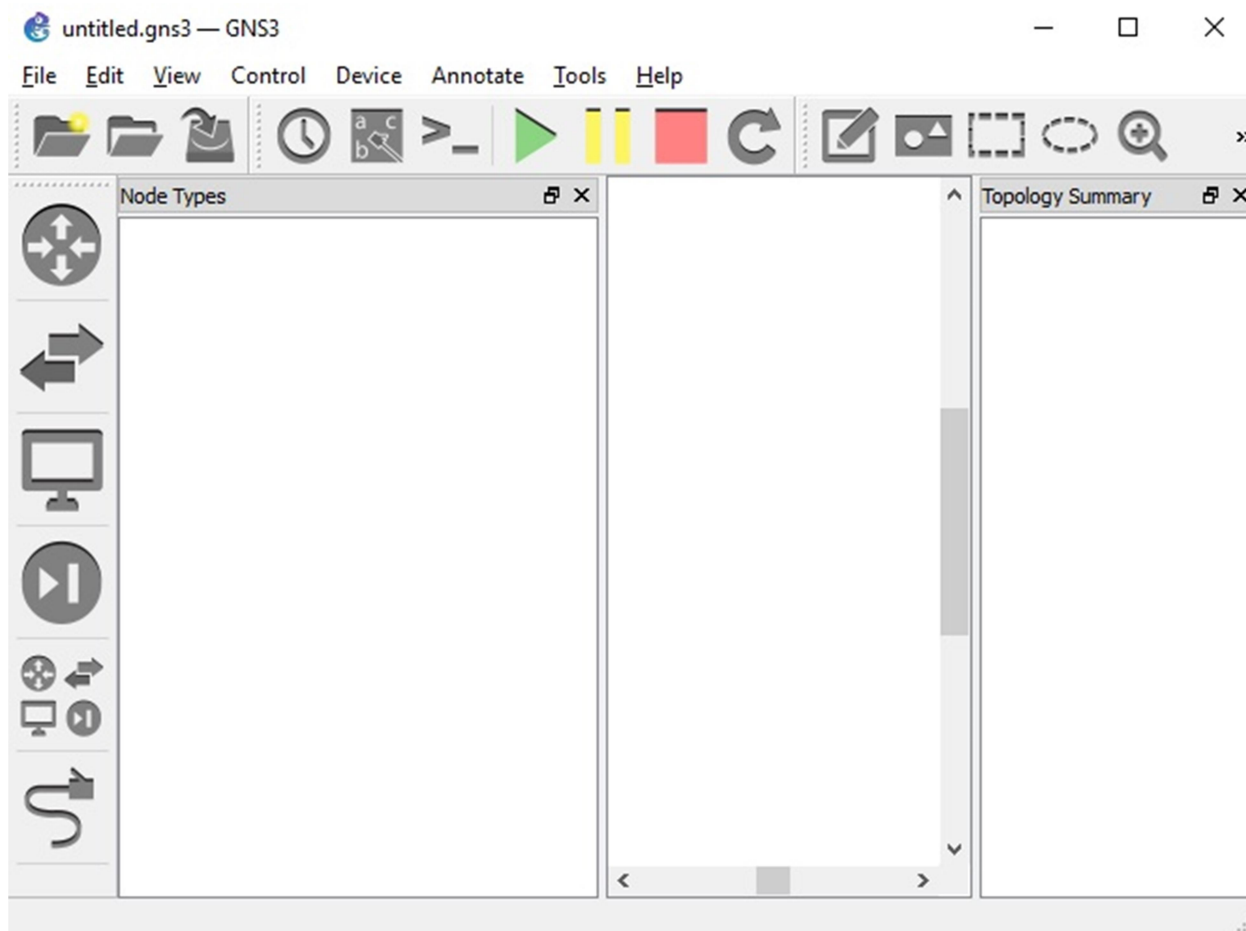 untitled.gns3 — GNS3
File Edit View Control Device Annotate Tools Help
a c
b
>_
»
Node Types
Topology Summary